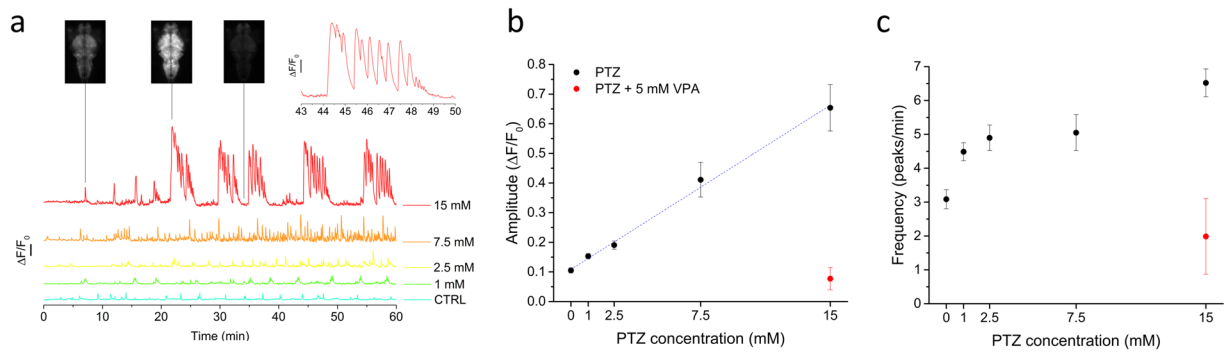 a
ΔF/F0
43 44 45 46 47 48 49 50
15 mM
7.5 mM
2.5 mM
1 mM
CTRL
ΔF/F0
0 10 20 30 40 50 60
Time (min)
b
PTZ
PTZ + 5 mM VPA
Amplitude (ΔF/F0)
0.8
0.7
0.6
0.5
0.4
0.3
0.2
0.1
0.0
0 1 2.5 7.5 15
PTZ concentration (mM)
c
Frequency (peaks/min)
7
6
5
4
3
2
1
0
0 1 2.5 7.5 15
PTZ concentration (mM)